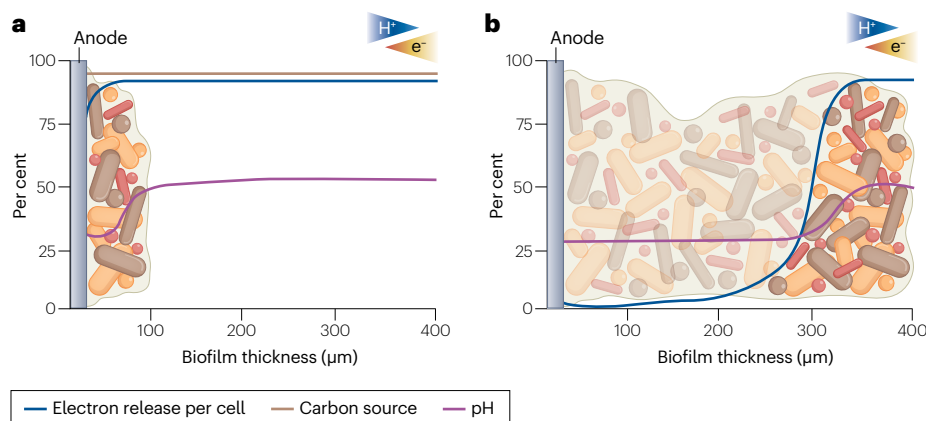 a
Anode
H⁺
e⁻
100
75
50
25
0
Per cent
100
200
300
400
Biofilm thickness (µm)
b
Anode
H⁺
e⁻
100
75
50
25
0
Per cent
100
200
300
400
Biofilm thickness (µm)
Electron release per cell
Carbon source
pH